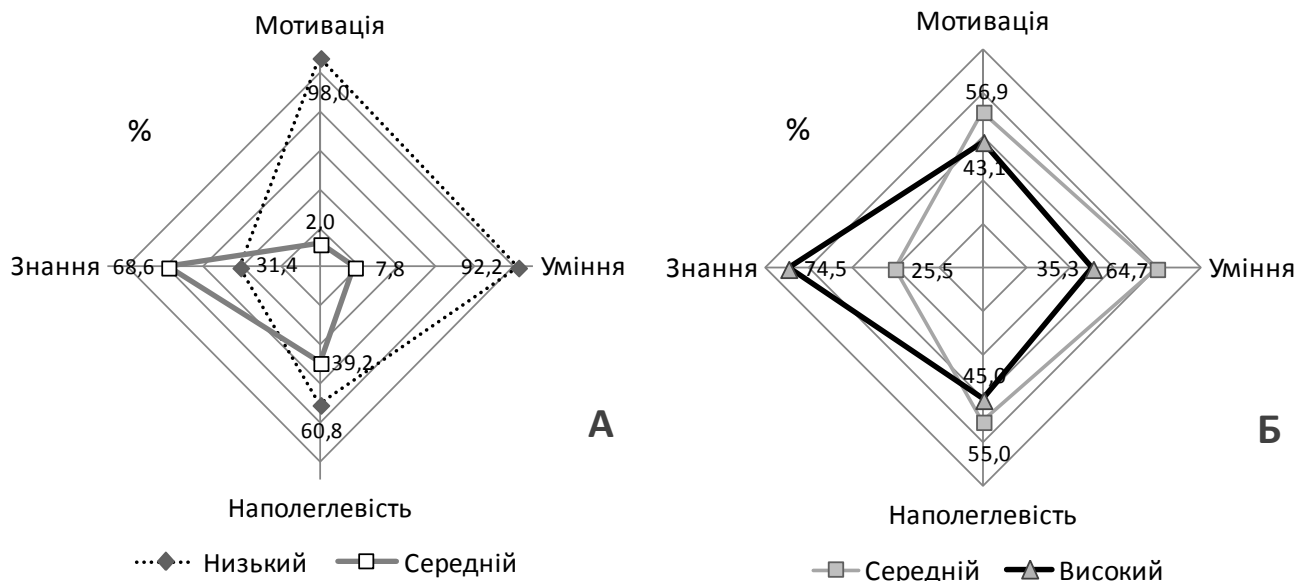 Мотивація
98,0
%
2,0
Знання
68,6
31,4
7,8
92,2
Уміння
39,2
60,8
А
Наполеглевість
Низький
Середній
Мотивація
56,9
%
43,1
Знання
74,5
25,5
35,3
64,7
Уміння
45,0
55,0
Б
Наполеглевість
Середній
Високий